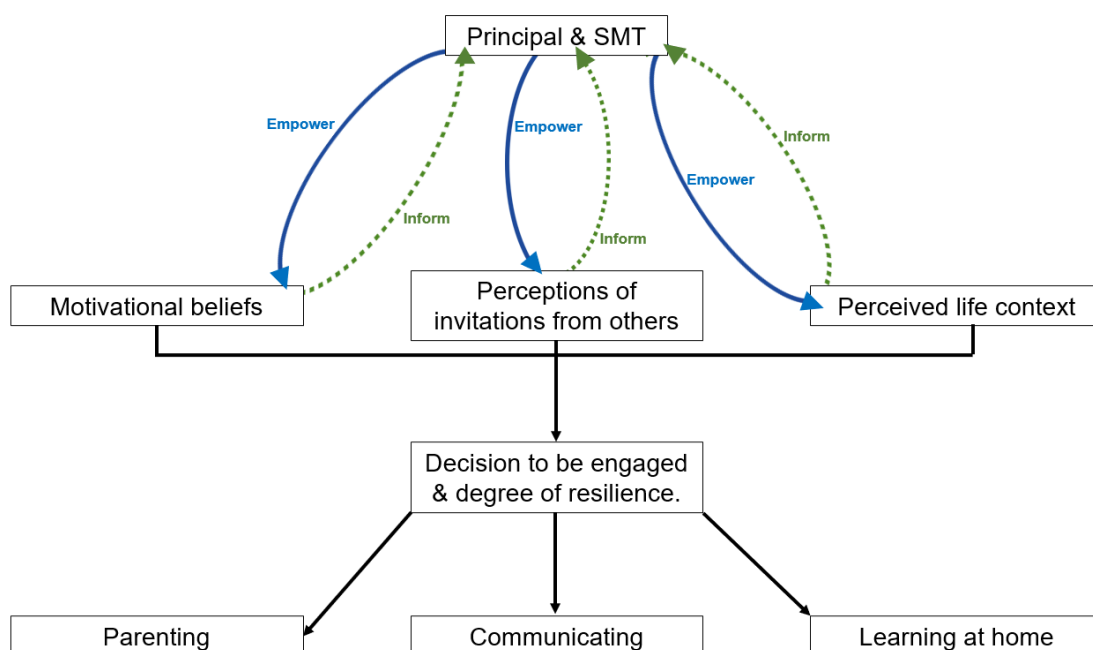 Principal & SMT
Empower
Empower
Inform
Empower
Inform
Inform
Motivational beliefs
Perceptions of
invitations from others
Perceived life context
Decision to be engaged
& degree of resilience.
Parenting
Communicating
Learning at home